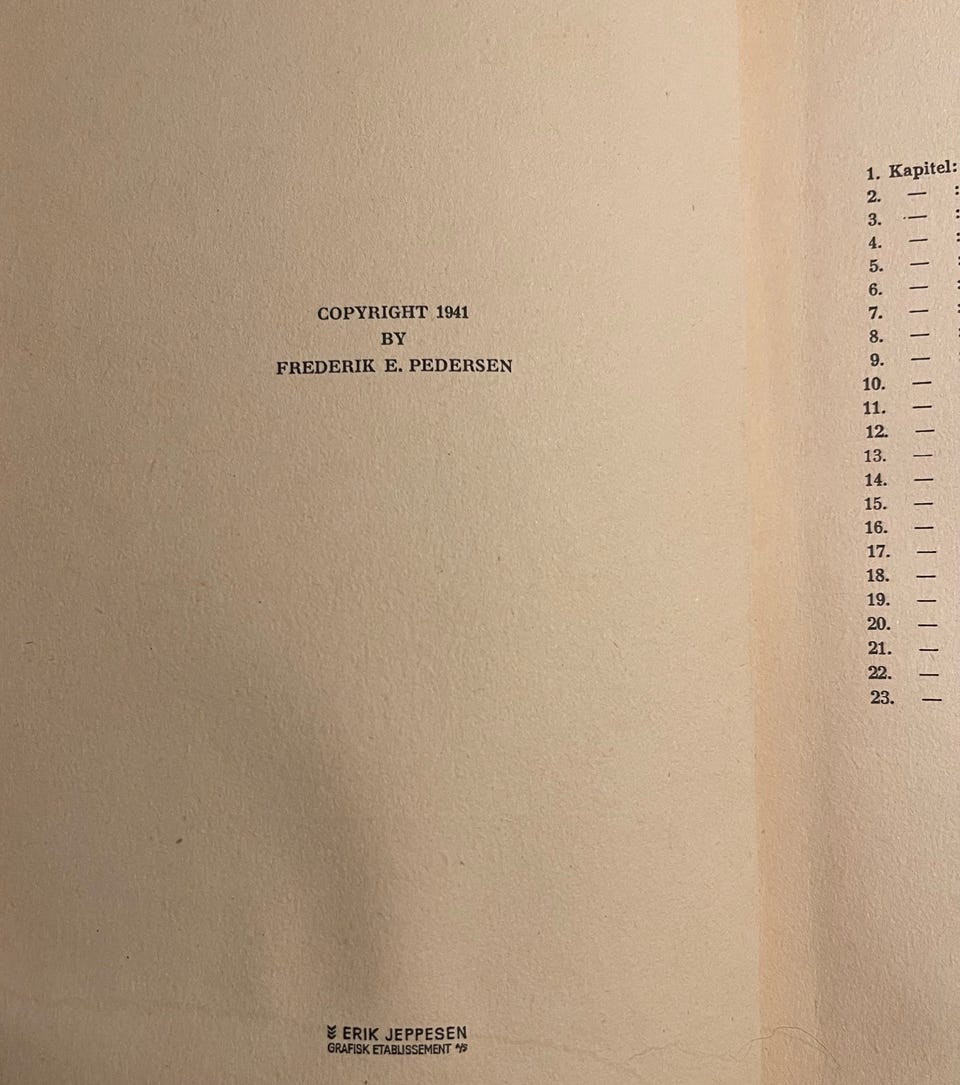 COPYRIGHT 1941
BY
FREDERIK E. PEDERSEN
ERIK JEPPESEN
GRAFISK ETABLISSEMENT A/S
1. Kapitel:
2. — :
3. — :
4. — :
5. — :
6. — :
7. — :
8. — :
9. — :
10. —
11. —
12. —
13. —
14. —
15. —
16. —
17. —
18. —
19. —
20. —
21. —
22. —
23. —